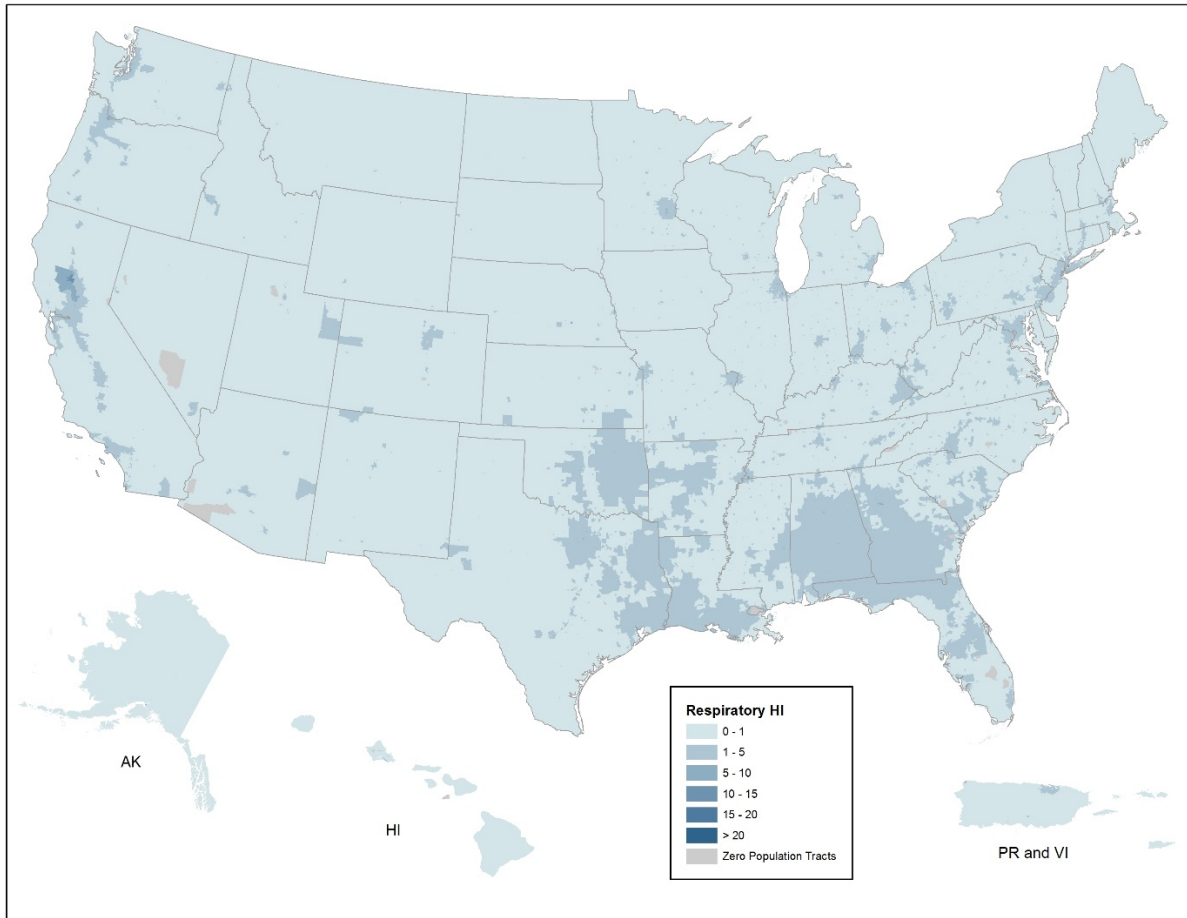 AK
HI
Respiratory HI
0 - 1
1 - 5
5 - 10
10 - 15
15 - 20
> 20
Zero Population Tracts
PR and VI